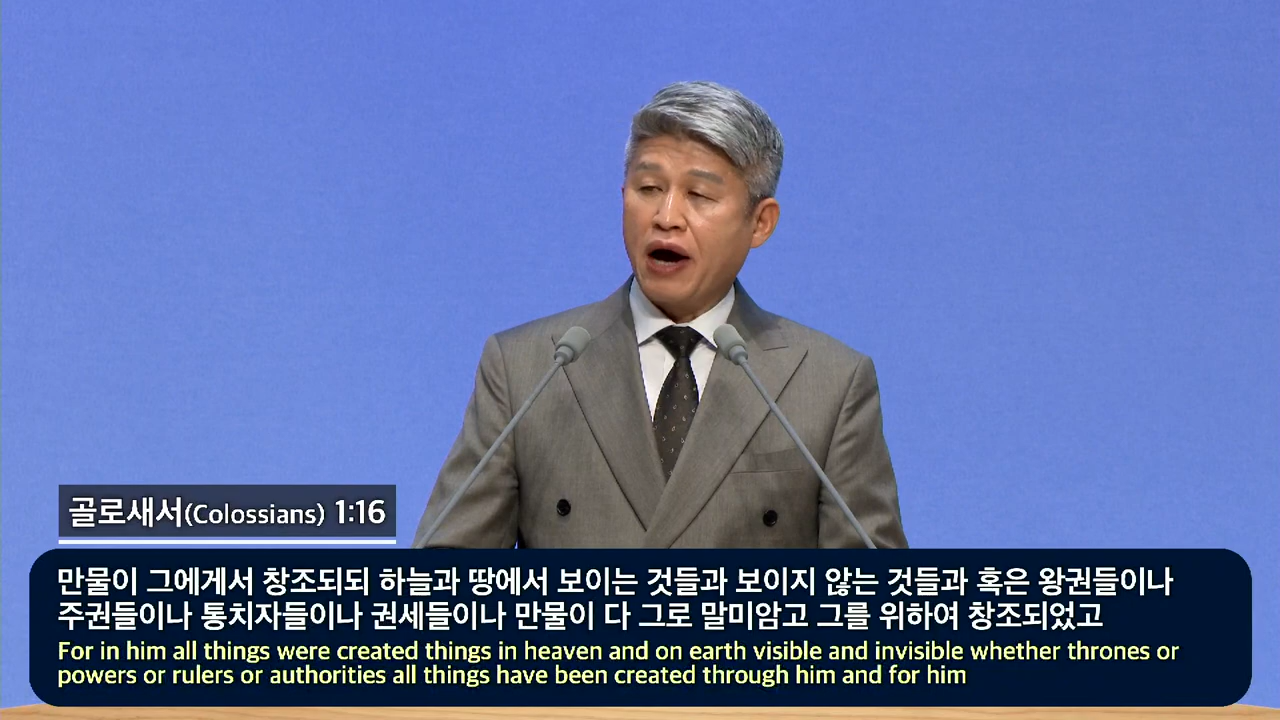 골로새서(Colossians) 1:16
만물이 그에게서 창조되되 하늘과 땅에서 보이는 것들과 보이지 않는 것들과 혹은 왕권들이나
주권들이나 통치자들이나 권세들이나 만물이 다 그로 말미암고 그를 위하여 창조되었고
For in him all things were created things in heaven and on earth visible and invisible whether thrones or
powers or rulers or authorities all things have been created through him and for him